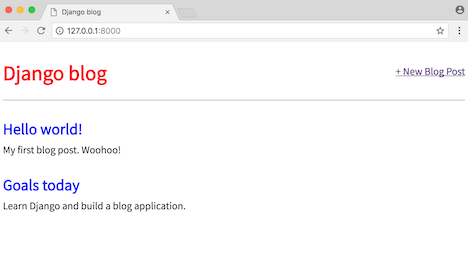 Django blog
127.0.0.1:8000
Django blog
+ New Blog Post
Hello world!
My first blog post. Woohoo!
Goals today
Learn Django and build a blog application.